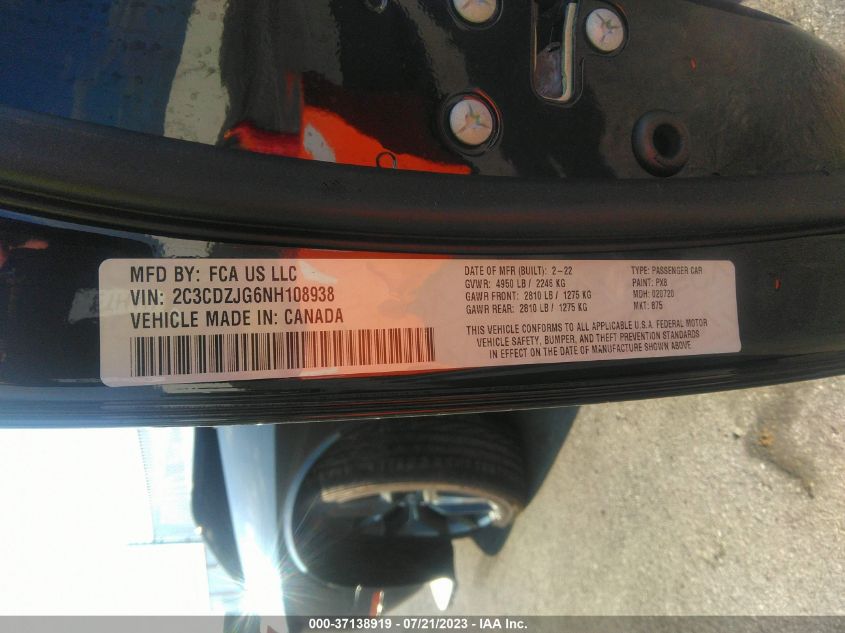 MFD BY: FCA US LLC
VIN: 2C3CDZJG6NH108938
VEHICLE MADE IN: CANADA
DATE OF MFR (BUILT): 2-22
GVWR: 4950 LB / 2246 KG
GAWR FRONT: 2810 LB / 1275 KG
GAWR REAR: 2810 LB / 1275 KG
TYPE: PASSENGER CAR
PAINT: PX8
MDH: 020720
MKT: 875
THIS VEHICLE CONFORMS TO ALL APPLICABLE U.S.A. FEDERAL MOTOR
VEHICLE SAFETY, BUMPER, AND THEFT PREVENTION STANDARDS
IN EFFECT ON THE DATE OF MANUFACTURE SHOWN ABOVE
000-37138919 - 07/21/2023 - IAA Inc.